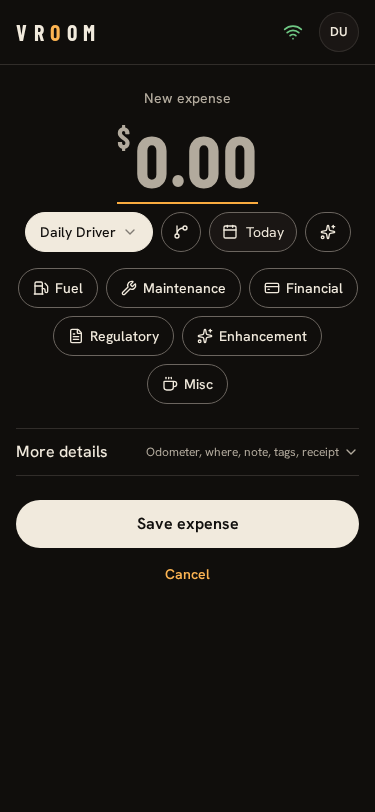 VROOM
DU
New expense
$0.00
Daily Driver
Today
Fuel
Maintenance
Financial
Regulatory
Enhancement
Misc
More details
Odometer, where, note, tags, receipt
Save expense
Cancel